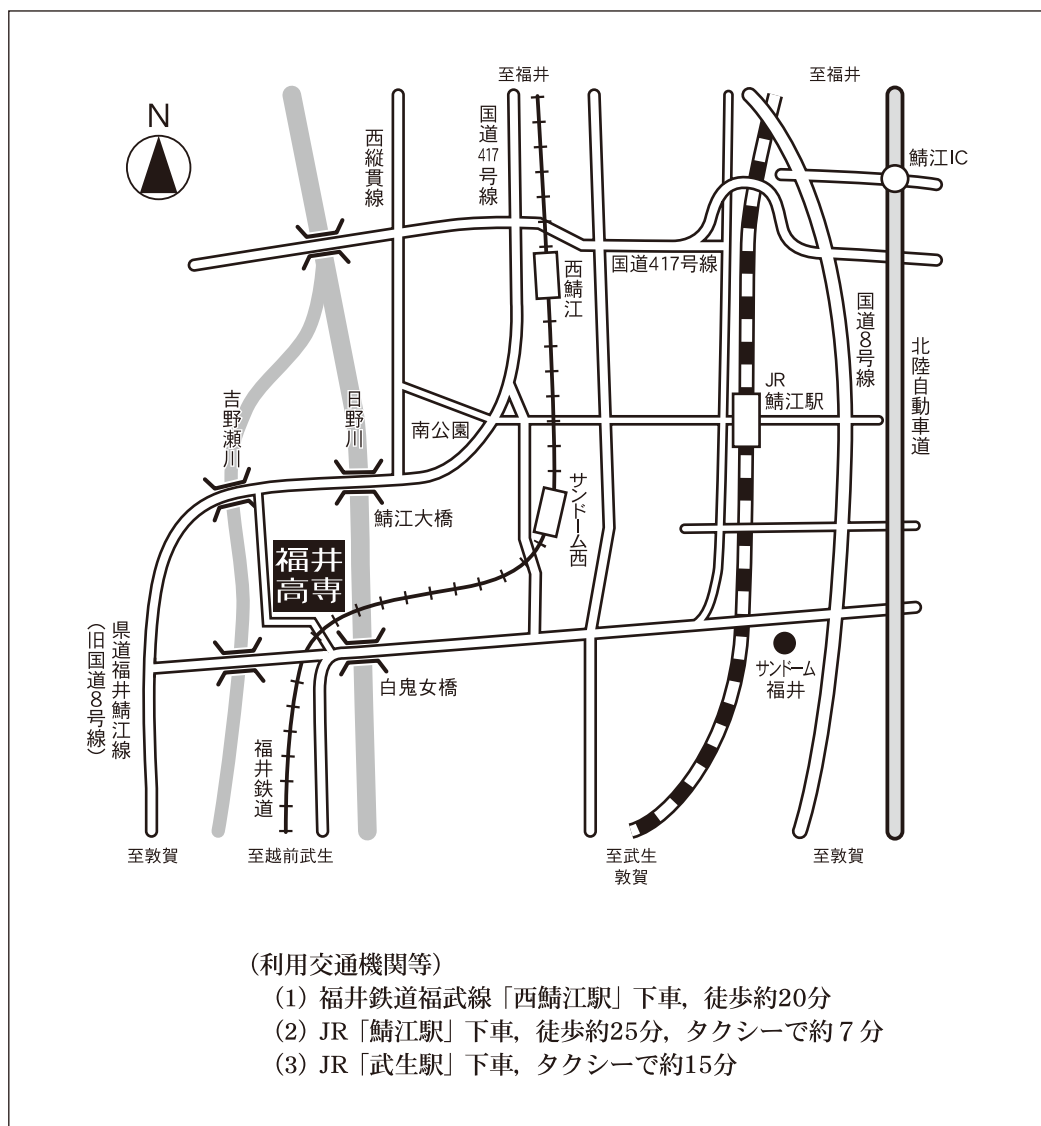 至福井
至福井
N
西縦貫線
国道417号線
鯖江IC
西鯖江
国道417号線
国道8号線
北陸自動車道
JR
鯖江駅
吉野瀬川
日野川
南公園
サンドーム西
鯖江大橋
福井
高専
県道福井鯖江線
（旧国道8号線）
白鬼女橋
サンドーム
福井
福井鉄道
至敦賀
至越前武生
至武生
敦賀
至敦賀
（利用交通機関等）
（1）福井鉄道福武線「西鯖江駅」下車，徒歩約20分
（2）JR「鯖江駅」下車，徒歩約25分，タクシーで約７分
（3）JR「武生駅」下車，タクシーで約15分